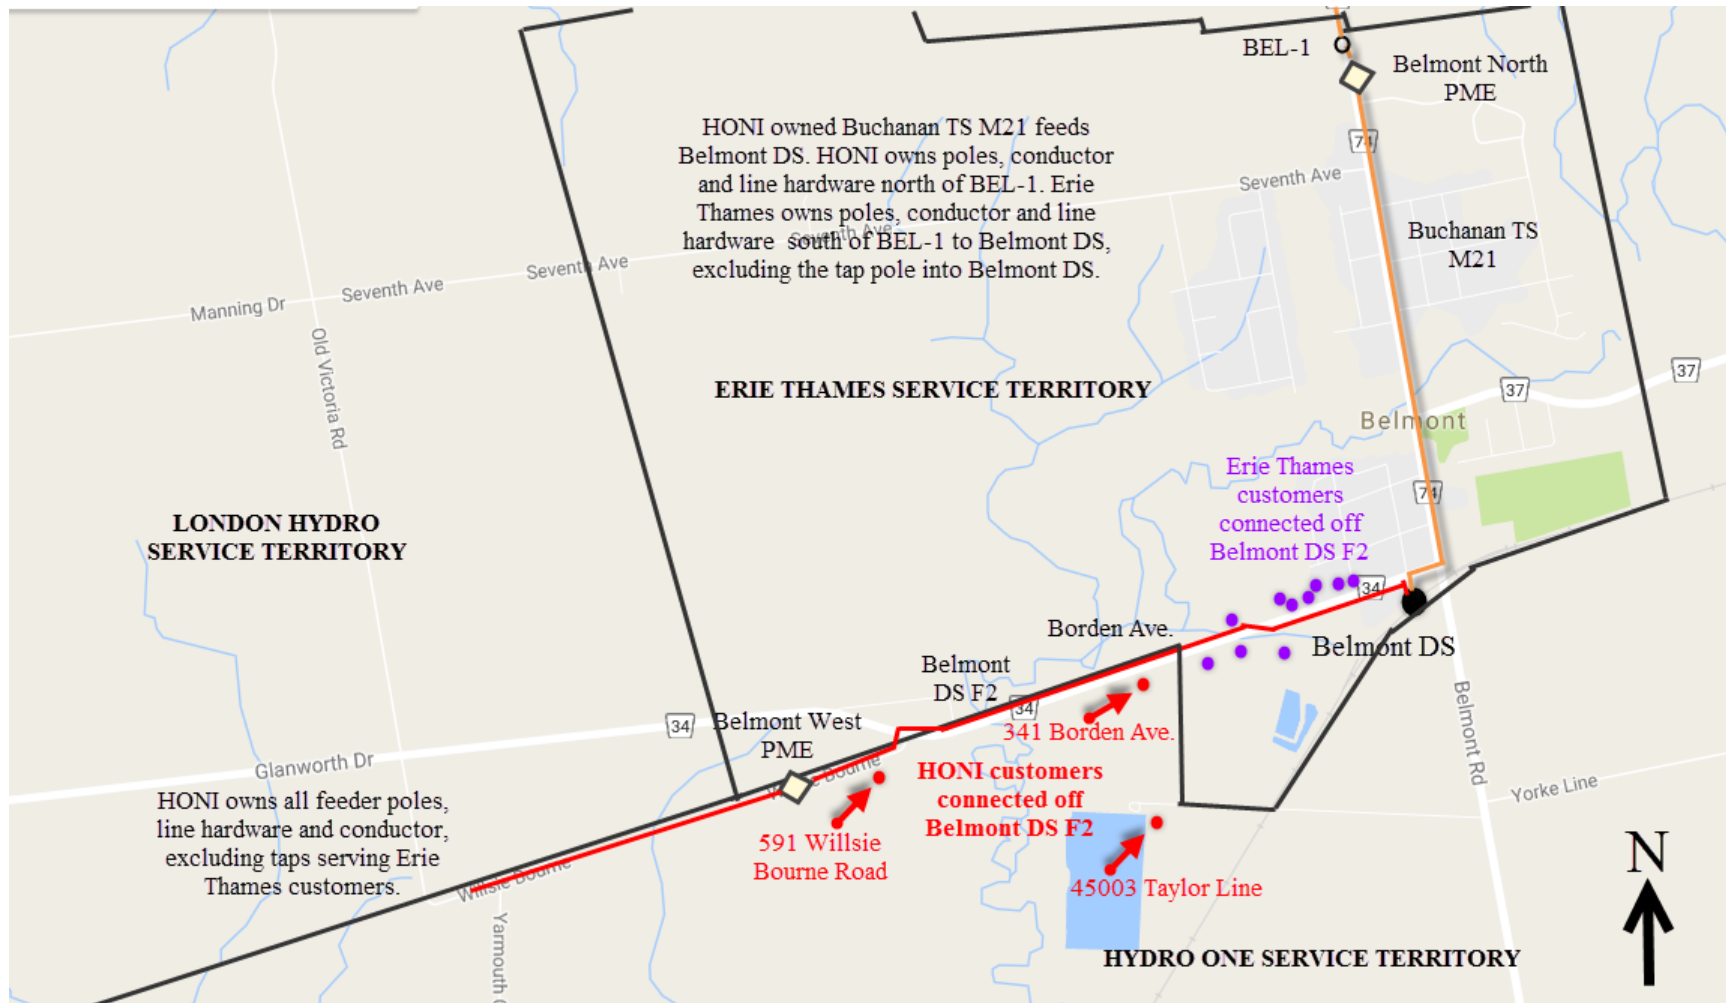 BEL-1
Belmont North
PME
HONI owned Buchanan TS M21 feeds
Belmont DS. HONI owns poles, conductor
and line hardware north of BEL-1. Erie
Thames owns poles, conductor and line
hardware  south of BEL-1 to Belmont DS,
excluding the tap pole into Belmont DS.
74
Seventh Ave
Seventh Ave
Seventh Ave
Seventh Ave
Manning Dr
Old Victoria Rd
Buchanan TS
M21
ERIE THAMES SERVICE TERRITORY
37
37
Belmont
Erie Thames
customers
connected off
Belmont DS F2
74
LONDON HYDRO
SERVICE TERRITORY
34
Borden Ave.
Belmont DS
Belmont
DS F2
34
Belmont West
PME
34
Glanworth Dr
341 Borden Ave.
Belmont Rd
Willsie Bourne
HONI customers
connected off
Belmont DS F2
Yorke Line
HONI owns all feeder poles,
line hardware and conductor,
excluding taps serving Erie
Thames customers.
591 Willsie
Bourne Road
Willsie Bourne
45003 Taylor Line
N
HYDRO ONE SERVICE TERRITORY